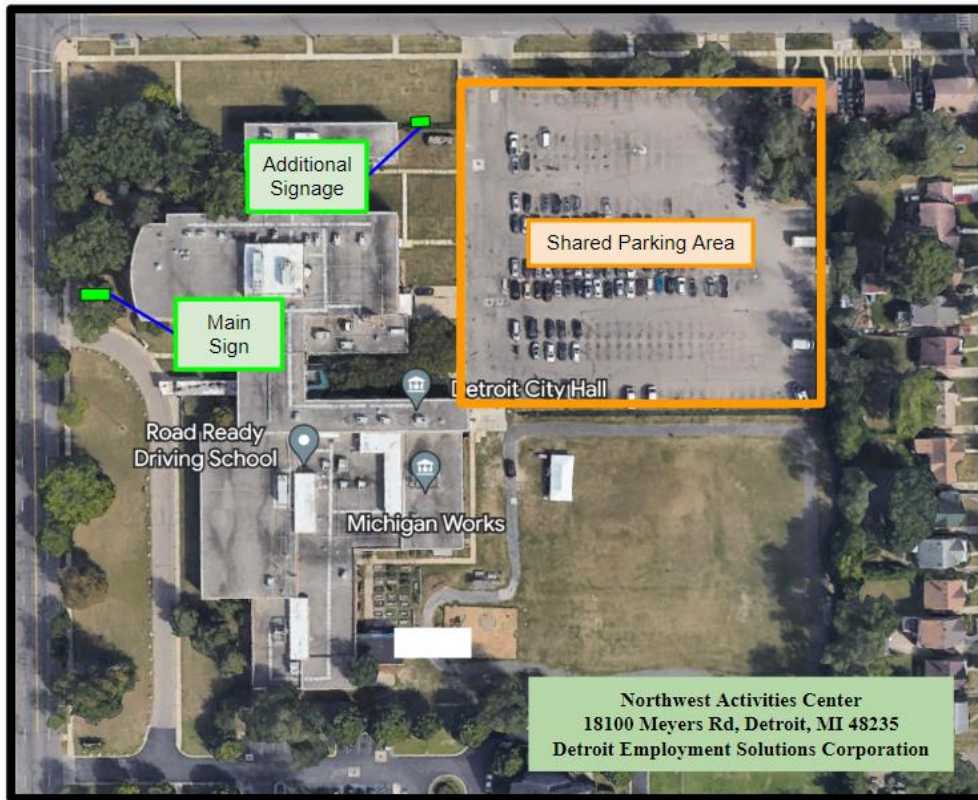 Additional
Signage
Shared Parking Area
Main
Sign
Detroit City Hall
Road Ready
Driving School
Michigan Works
Northwest Activities Center
18100 Meyers Rd, Detroit, MI 48235
Detroit Employment Solutions Corporation